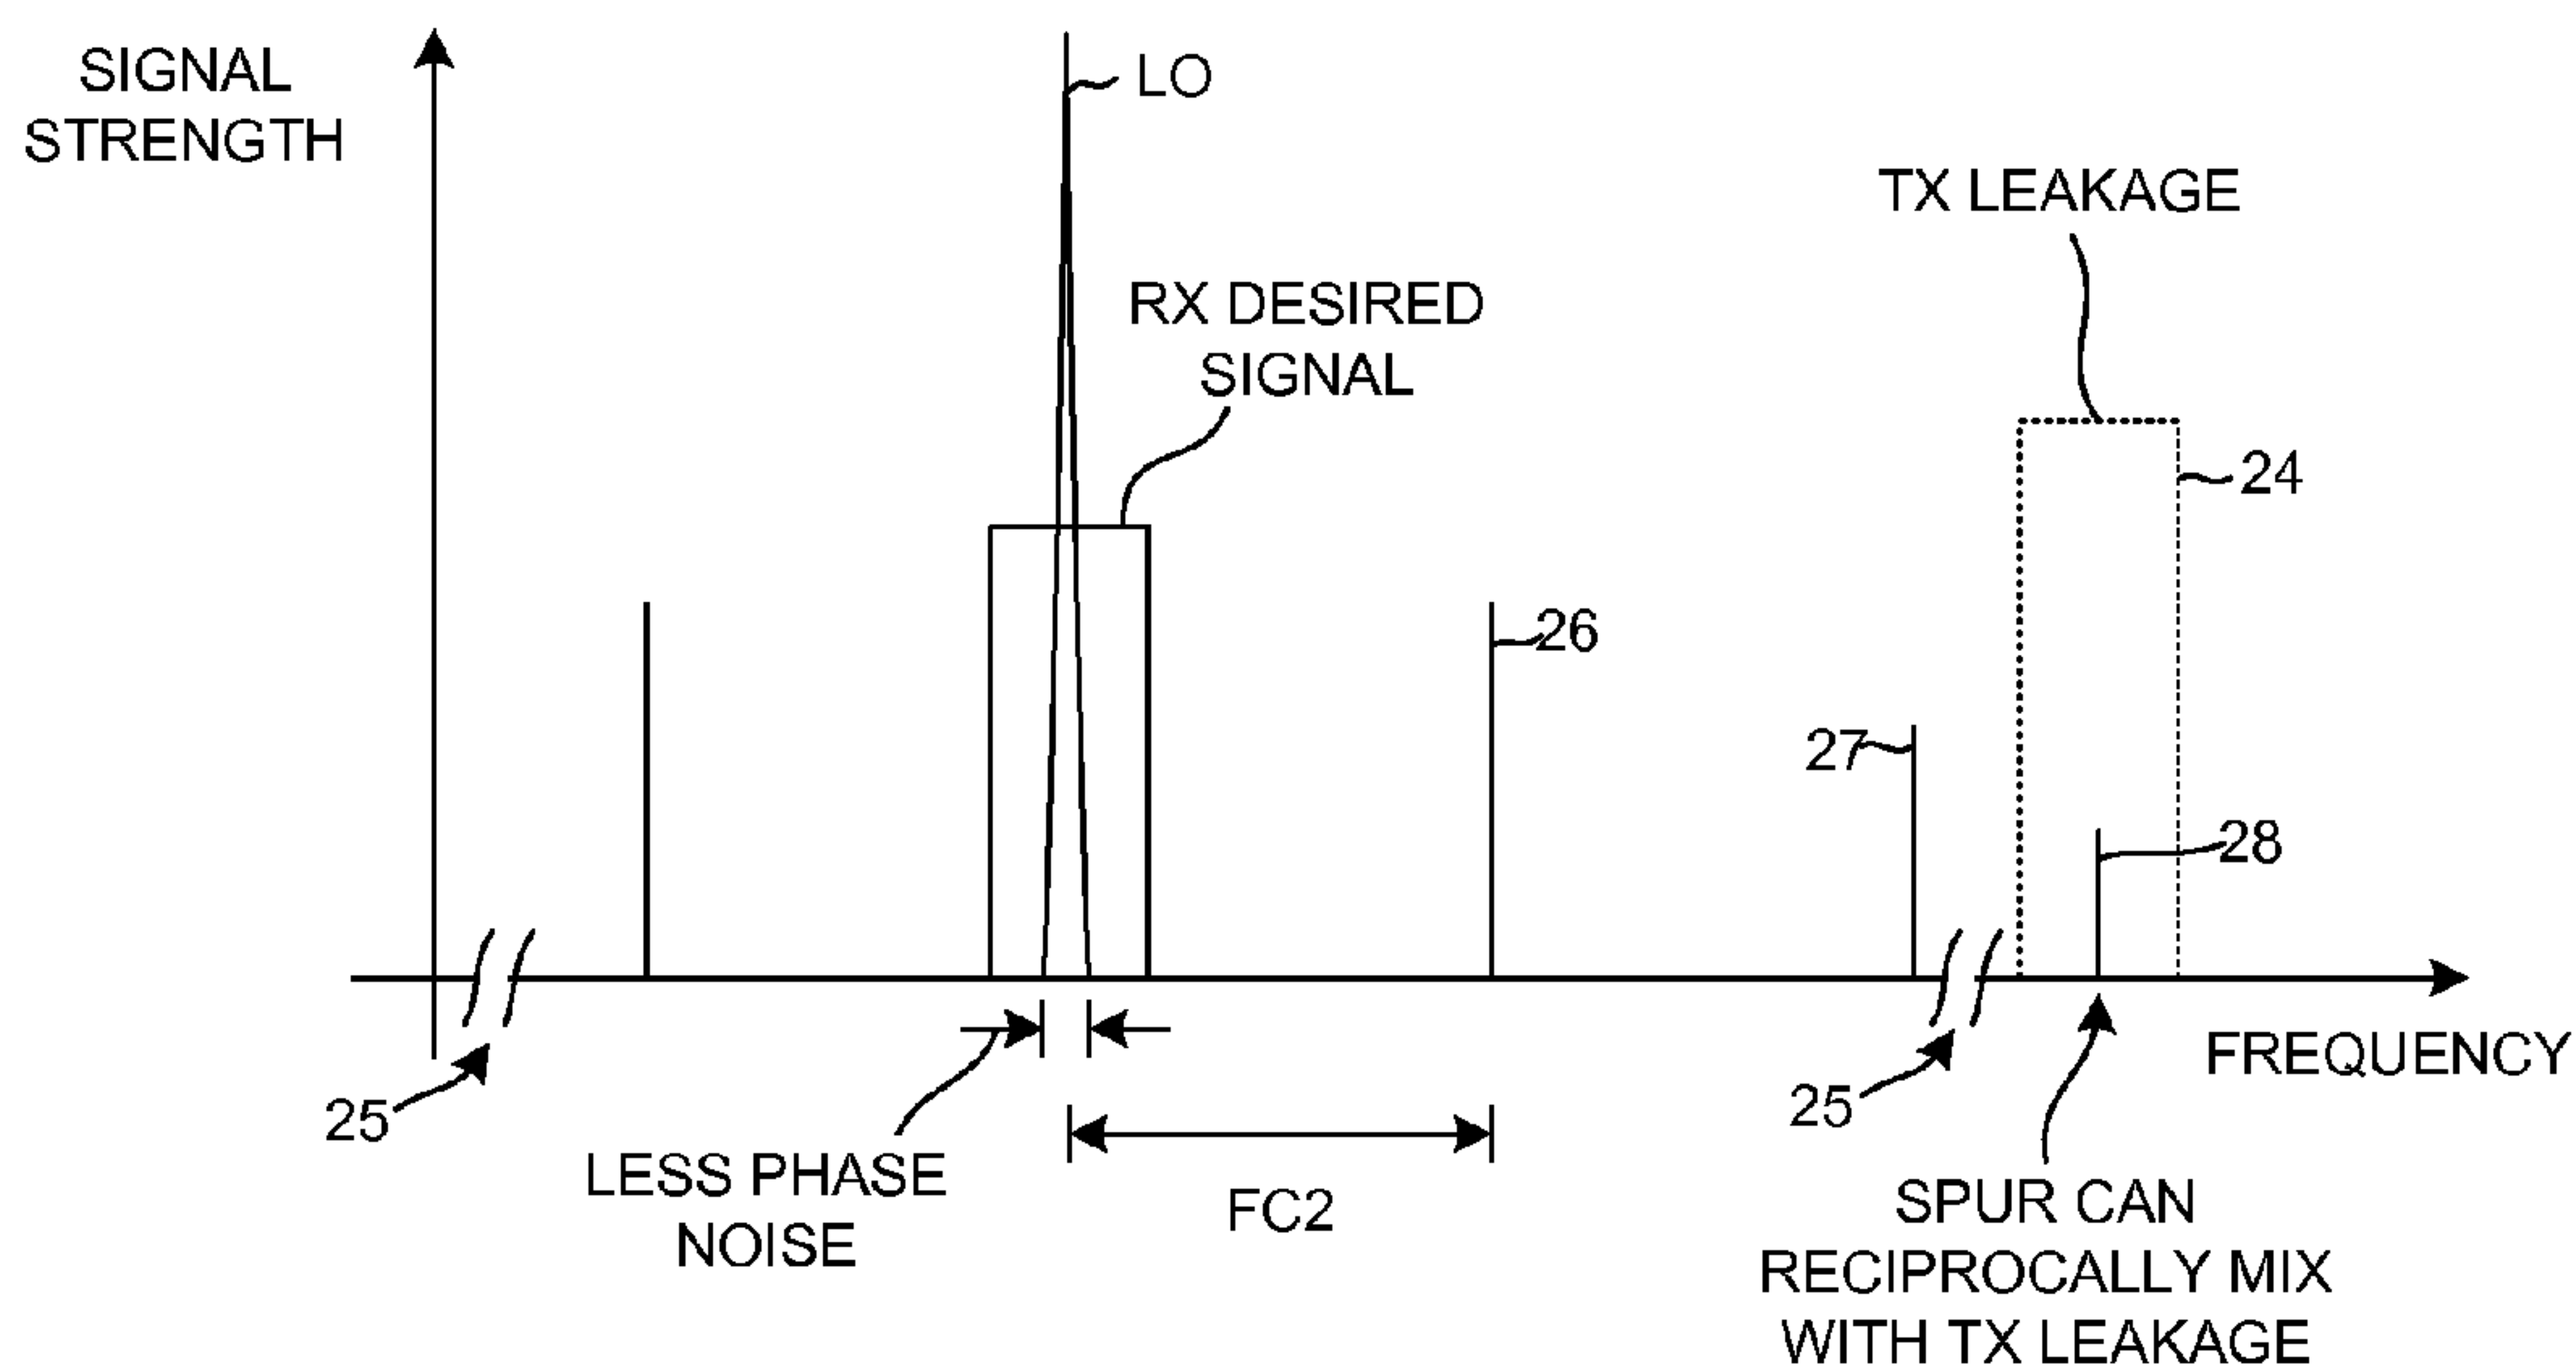 SIGNAL
STRENGTH
LO
TX LEAKAGE
RX DESIRED
SIGNAL
24
26
27
28
FREQUENCY
25
25
LESS PHASE
NOISE
FC2
SPUR CAN
RECIPROCALLY MIX
WITH TX LEAKAGE